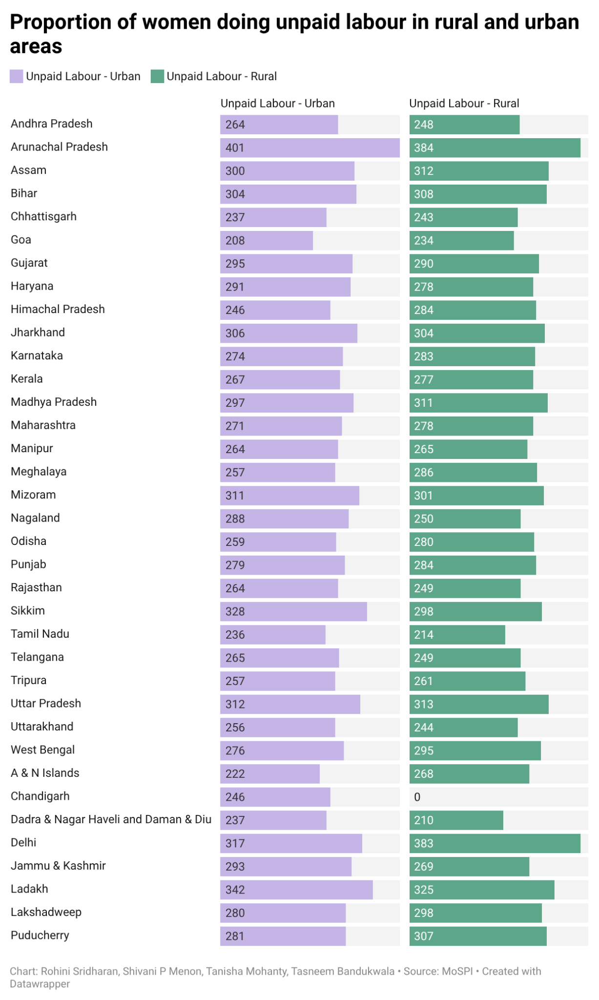 Proportion of women doing unpaid labour in rural and urban
areas
Unpaid Labour - Urban Unpaid Labour - Rural
Unpaid Labour - Urban Unpaid Labour - Rural
Andhra Pradesh 264 248
Arunachal Pradesh 401 384
Assam 300 312
Bihar 304 308
Chhattisgarh 237 243
Goa 208 234
Gujarat 295 290
Haryana 291 278
Himachal Pradesh 246 284
Jharkhand 306 304
Karnataka 274 283
Kerala 267 277
Madhya Pradesh 297 311
Maharashtra 271 278
Manipur 264 265
Meghalaya 257 286
Mizoram 311 301
Nagaland 288 250
Odisha 259 280
Punjab 279 284
Rajasthan 264 249
Sikkim 328 298
Tamil Nadu 236 214
Telangana 265 249
Tripura 257 261
Uttar Pradesh 312 313
Uttarakhand 256 244
West Bengal 276 295
A & N Islands 222 268
Chandigarh 246 0
Dadra & Nagar Haveli and Daman & Diu 237 210
Delhi 317 383
Jammu & Kashmir 293 269
Ladakh 342 325
Lakshadweep 280 298
Puducherry 281 307
Chart: Rohini Sridharan, Shivani P Menon, Tanisha Mohanty, Tasneem Bandukwala • Source: MoSPI • Created with
Datawrapper